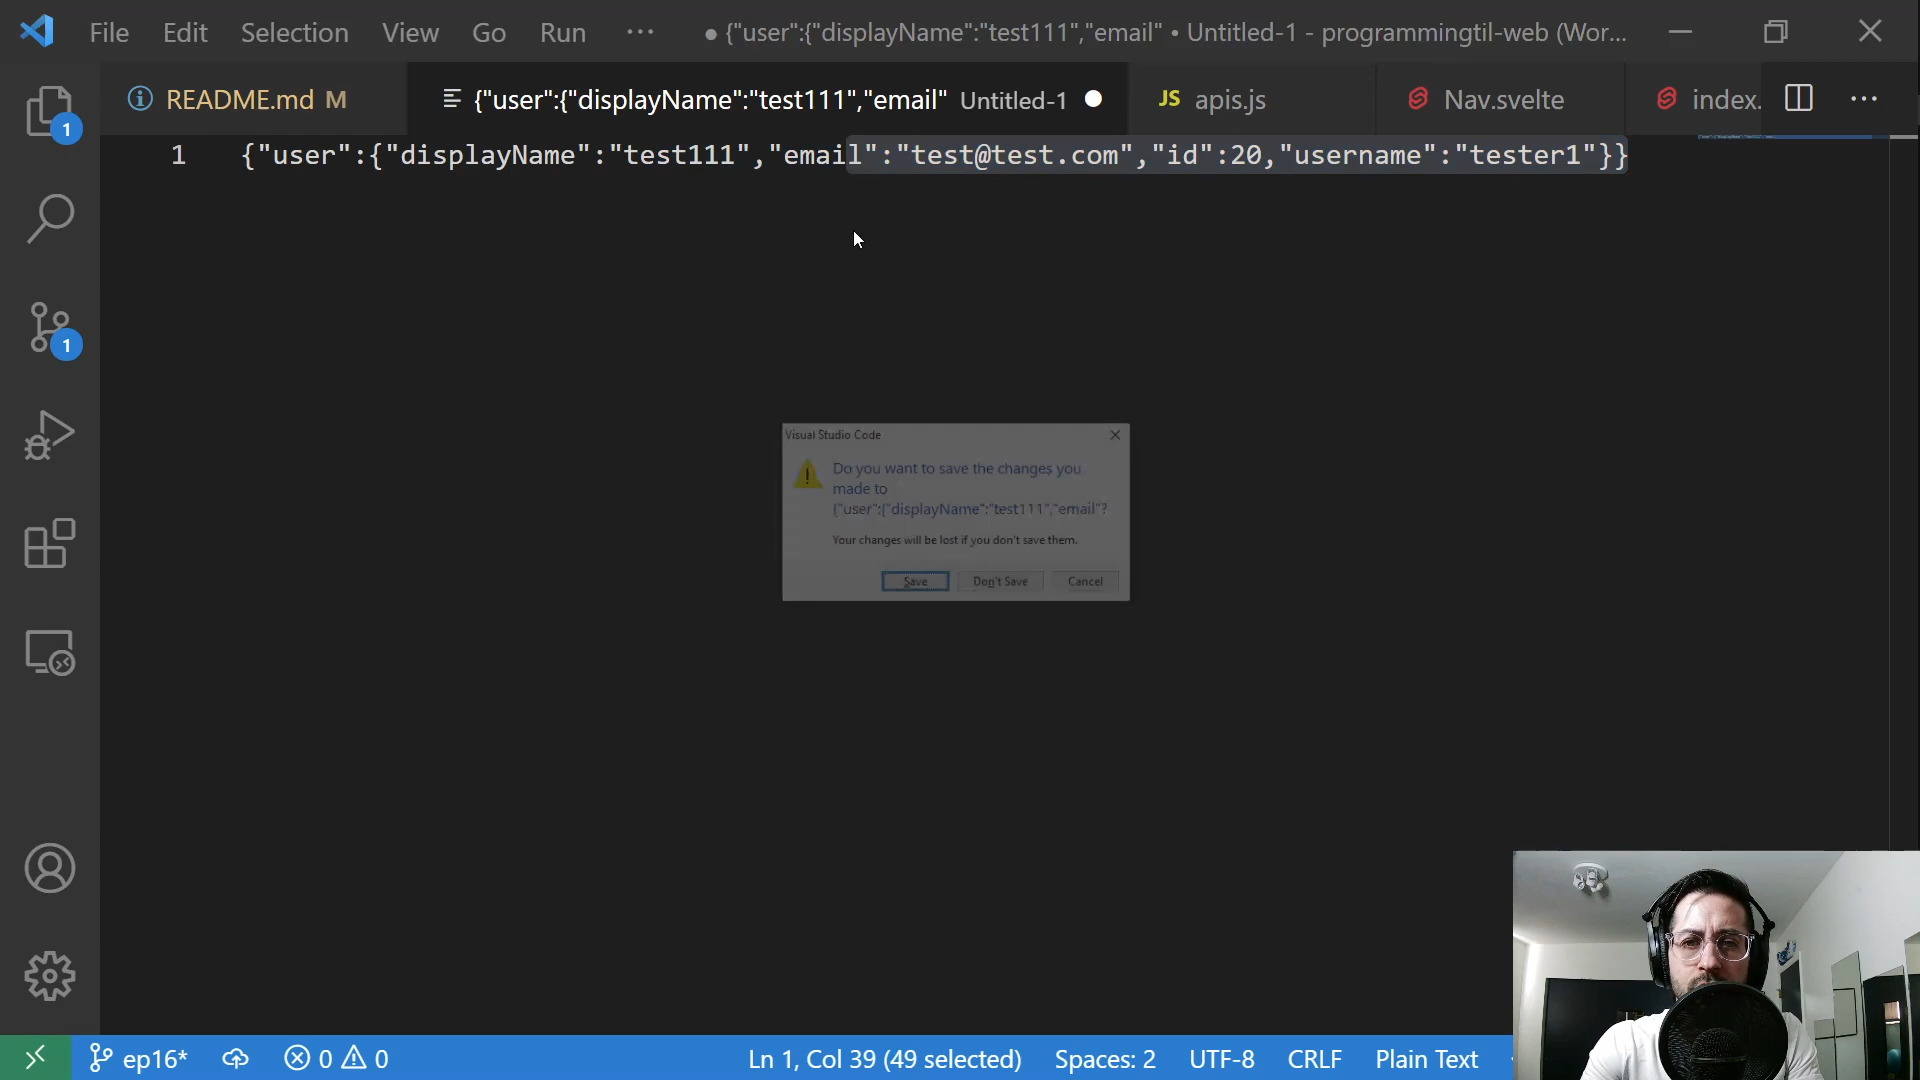 File Edit Selection View Go Run ··· ● {"user":{"displayName":"test111","email" • Untitled-1 - programmingtil-web (Wor...
README.md M {"user":{"displayName":"test111","email" Untitled-1 JS apis.js Nav.svelte index.
1 {"user":{"displayName":"test111","email":"test@test.com","id":20,"username":"tester1"}}
1
1
Visual Studio Code
Do you want to save the changes you
made to
{"user":{"displayName":"test111","email"?
Your changes will be lost if you don't save them.
Save Don't Save Cancel
ep16* 0 0 Ln 1, Col 39 (49 selected) Spaces: 2 UTF-8 CRLF Plain Text